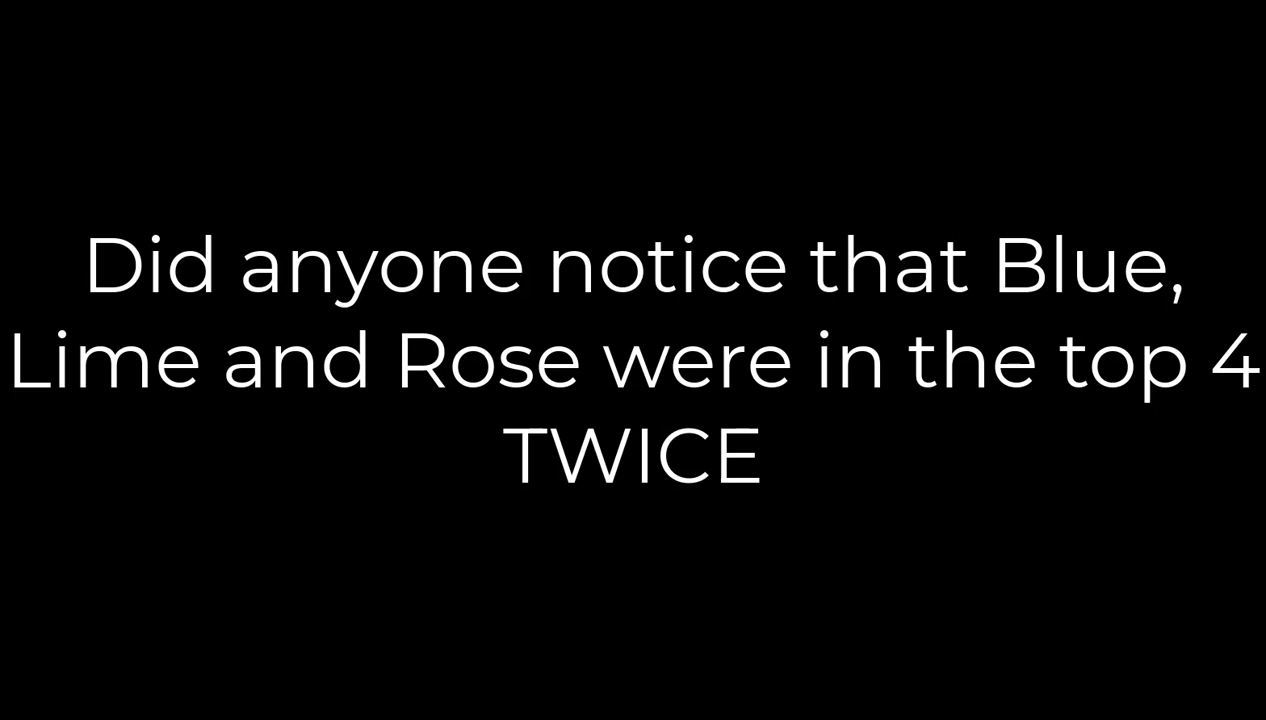 Did anyone notice that Blue,
Lime and Rose were in the top 4
TWICE